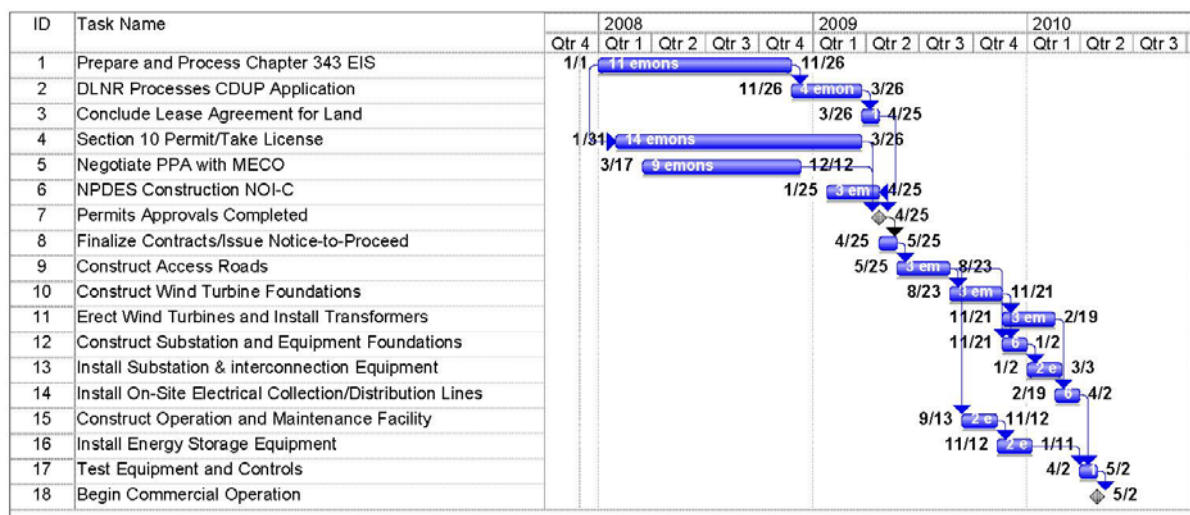 ID Task Name 2008 2009 2010
Qtr 4 Qtr 1 Qtr 2 Qtr 3 Qtr 4 Qtr 1 Qtr 2 Qtr 3 Qtr 4 Qtr 1 Qtr 2 Qtr 3
1 Prepare and Process Chapter 343 EIS 1/1 11 emons 11/26
2 DLNR Processes CDUP Application 11/26 4 emon 3/26
3 Conclude Lease Agreement for Land 3/26 1 4/25
4 Section 10 Permit/Take License 1/31 14 emons 3/26
5 Negotiate PPA with MECO 3/17 9 emons 12/12
6 NPDES Construction NOI-C 1/25 3 em 4/25
7 Permits Approvals Completed 4/25
8 Finalize Contracts/Issue Notice-to-Proceed 4/25 5/25
9 Construct Access Roads 5/25 3 em 8/23
10 Construct Wind Turbine Foundations 8/23 3 em 11/21
11 Erect Wind Turbines and Install Transformers 11/21 3 em 2/19
12 Construct Substation and Equipment Foundations 11/21 6 1/2
13 Install Substation & interconnection Equipment 1/2 2 e 3/3
14 Install On-Site Electrical Collection/Distribution Lines 2/19 6 4/2
15 Construct Operation and Maintenance Facility 9/13 2 e 11/12
16 Install Energy Storage Equipment 11/12 2 e 1/11
17 Test Equipment and Controls 4/2 1 5/2
18 Begin Commercial Operation 5/2